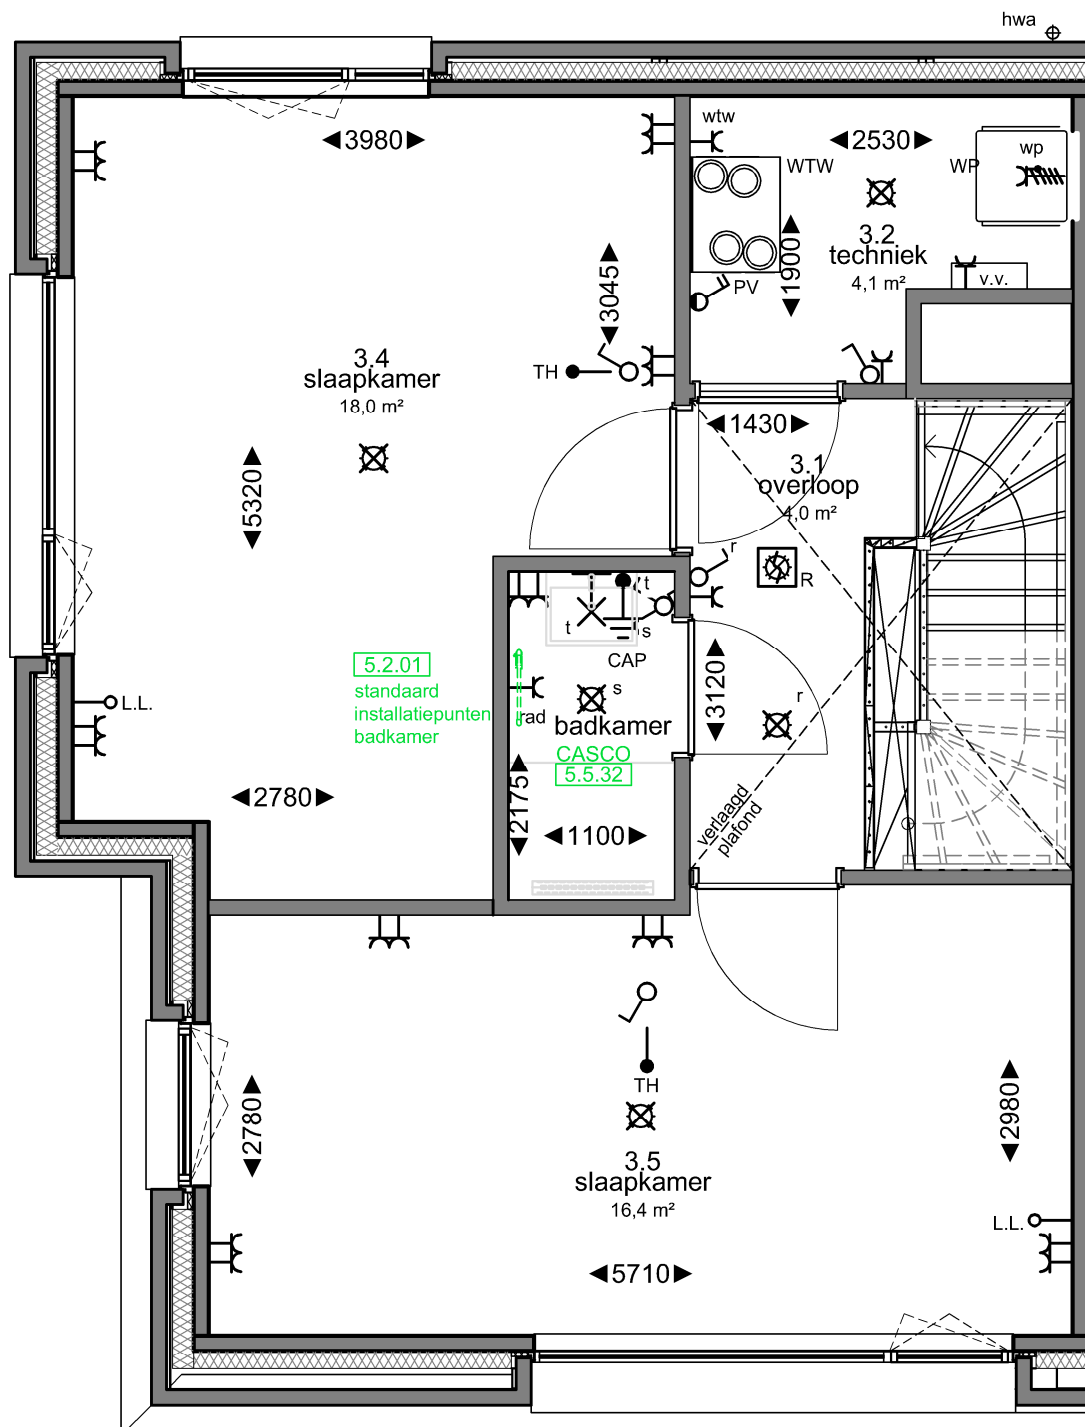 hwa
3980
wtw
2530
WTW
WP
wp
1900
3.2
techniek
4,1 m²
v.v.
PV
3045
3.4
slaapkamer
18,0 m²
TH
1430
3.1
overloop
4,0 m²
5320
r
R
t
t
s
CAP
s
5.2.01
standaard
installatiepunten
badkamer
rad
badkamer
CASCO
5.5.32
3120
r
L.L.
2780
2175
1100
verlaagd
plafond
TH
2780
2980
3.5
slaapkamer
16,4 m²
L.L.
5710